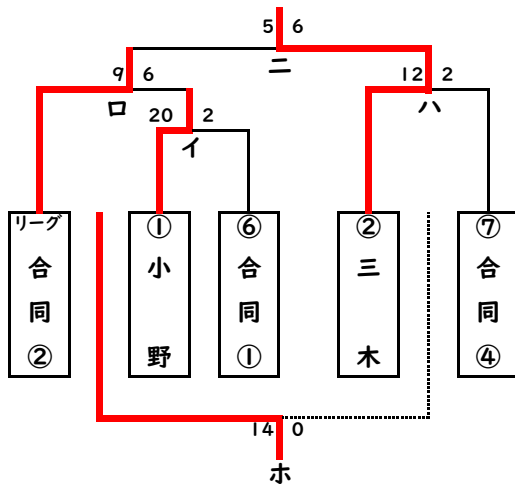 5 6
ニ
9 6
12 2
ロ
ハ
20 2
イ
リーグ 合同②
① 小野
⑥ 合同①
② 三木
⑦ 合同④
14 0
ホ